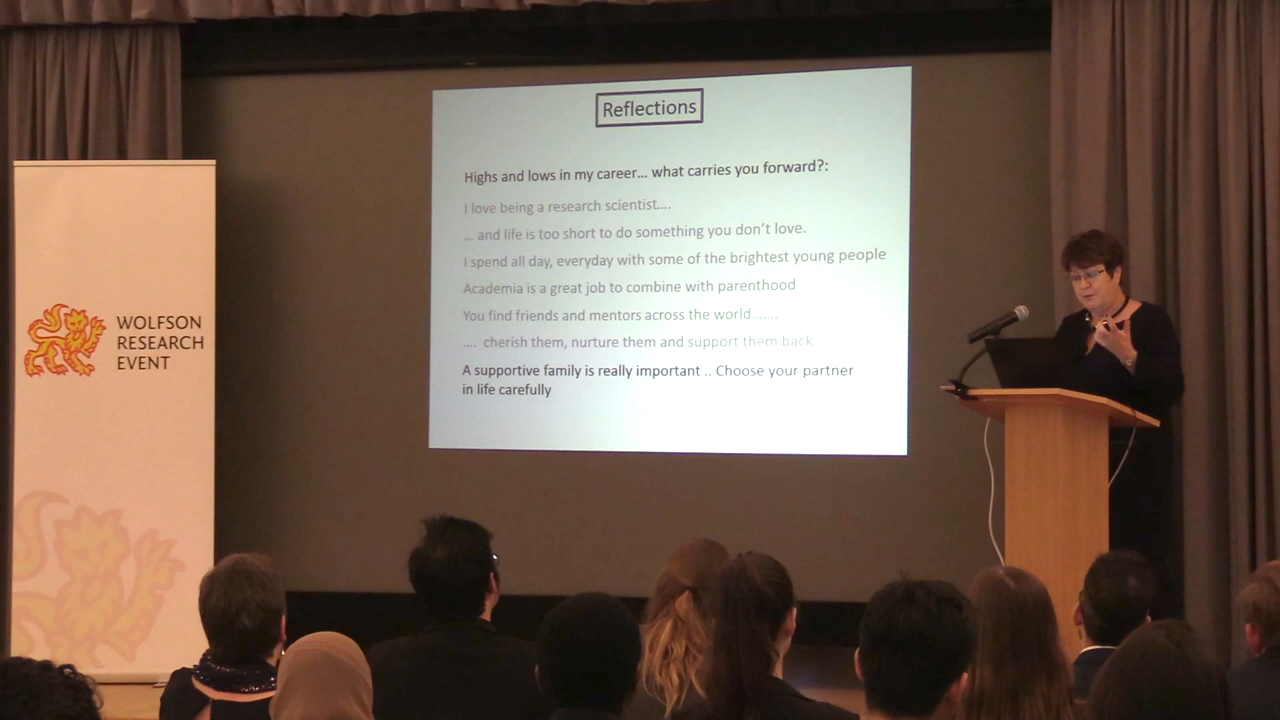 WOLFSON
RESEARCH
EVENT
Reflections
Highs and lows in my career... what carries you forward?:
I love being a research scientist....
... and life is too short to do something you don't love.
I spend all day, everyday with some of the brightest young people
Academia is a great job to combine with parenthood
You find friends and mentors across the world.......
.... cherish them, nurture them and support them back
A supportive family is really important .. Choose your partner
in life carefully